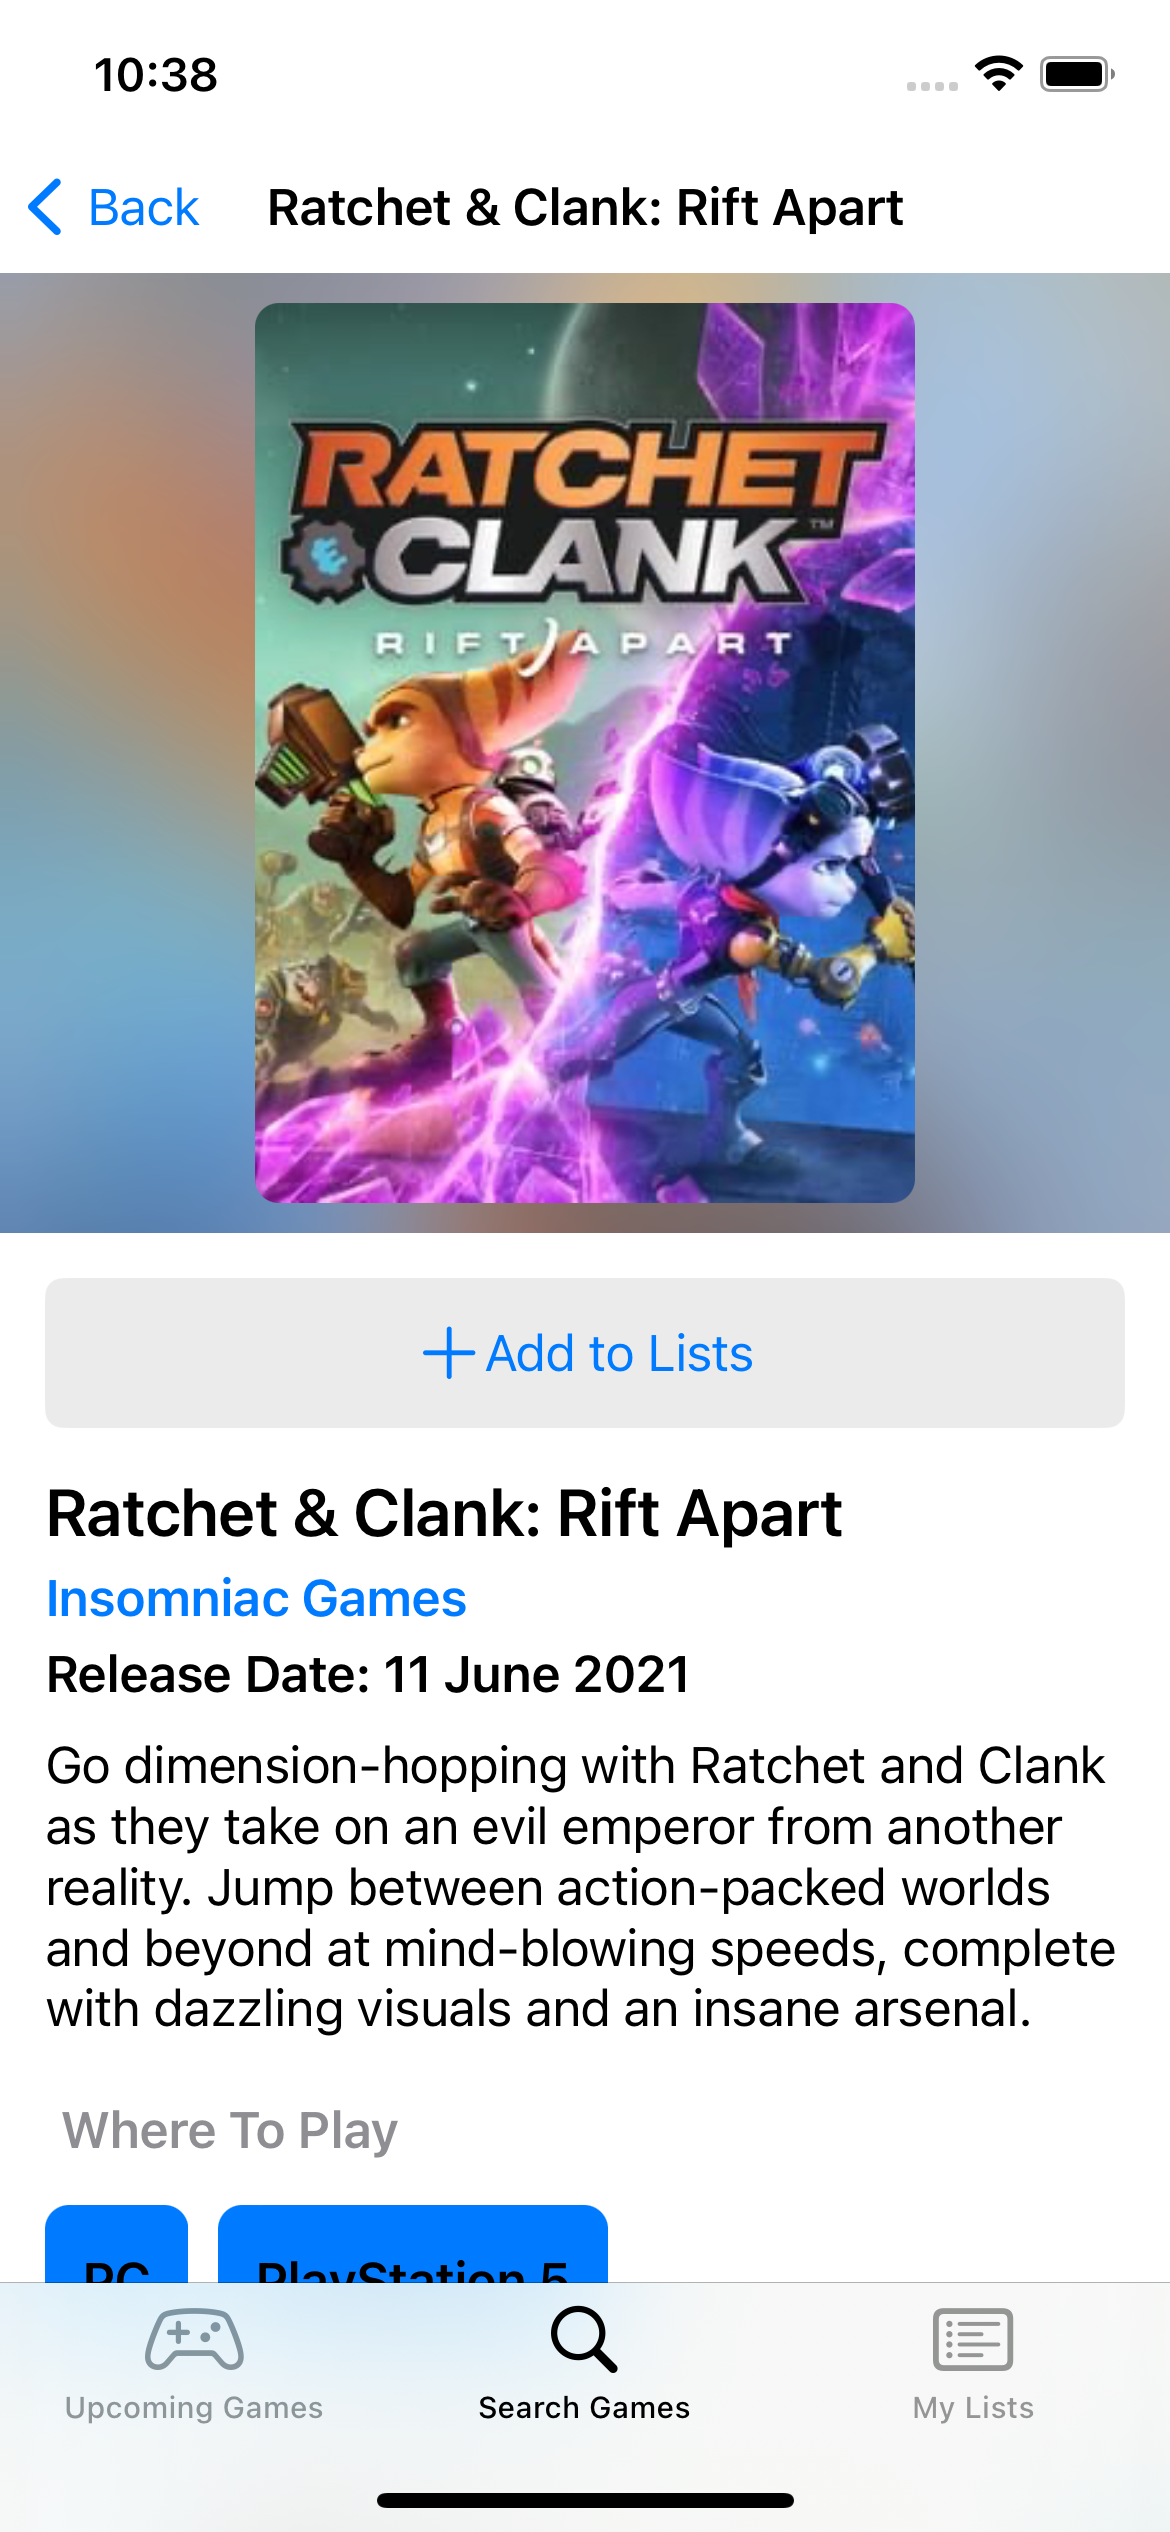 10:38
Back
Ratchet & Clank: Rift Apart
RATCHET
CLANK™
RIFT APART
Add to Lists
Ratchet & Clank: Rift Apart
Insomniac Games
Release Date: 11 June 2021
Go dimension-hopping with Ratchet and Clank
as they take on an evil emperor from another
reality. Jump between action-packed worlds
and beyond at mind-blowing speeds, complete
with dazzling visuals and an insane arsenal.
Where To Play
PC
PlayStation 5
Upcoming Games
Search Games
My Lists